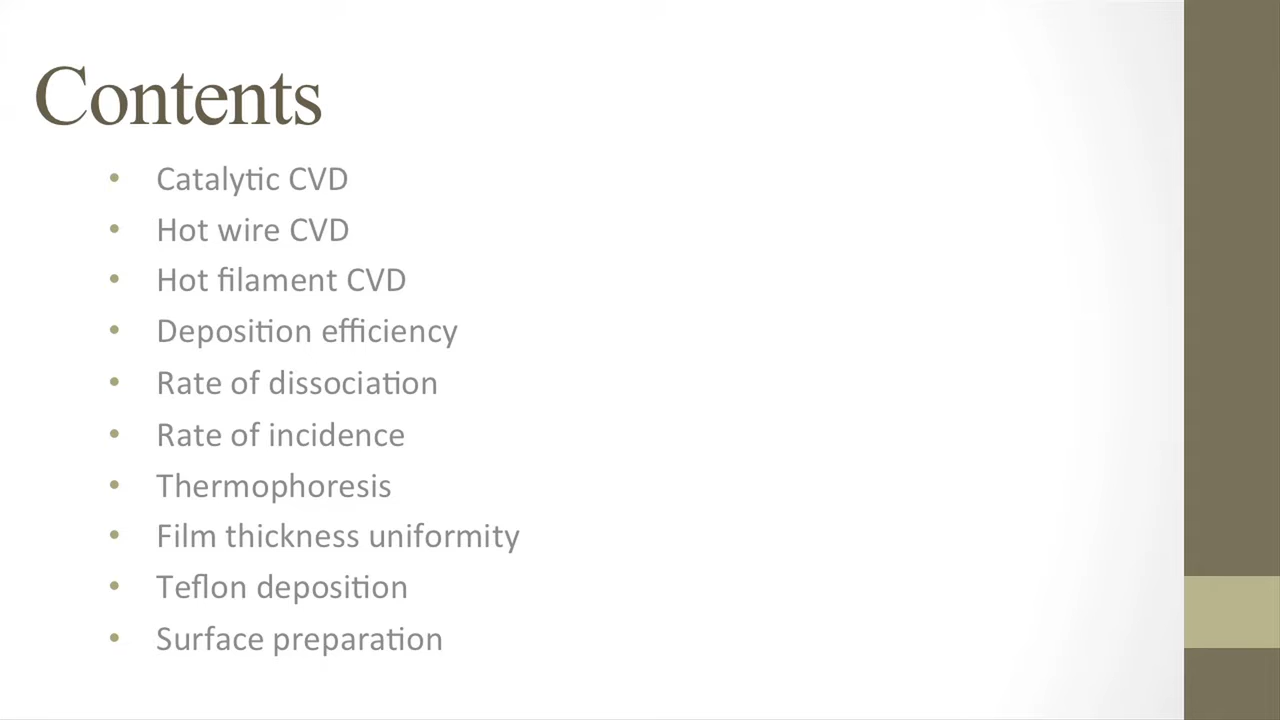 Contents
• Catalytic CVD
• Hot wire CVD
• Hot filament CVD
• Deposition efficiency
• Rate of dissociation
• Rate of incidence
• Thermophoresis
• Film thickness uniformity
• Teflon deposition
• Surface preparation